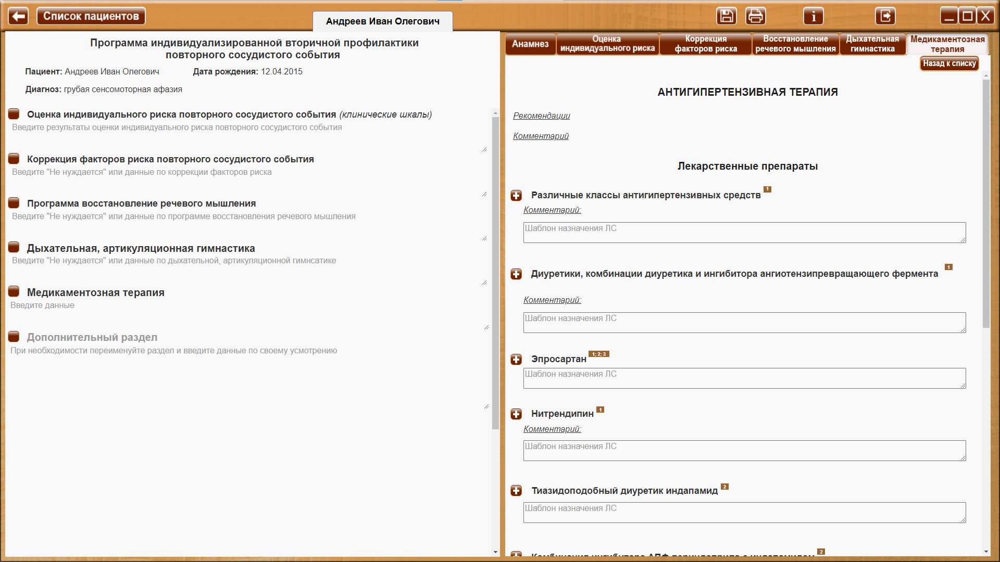 Список пациентов
Андреев Иван Олегович
Программа индивидуализированной вторичной профилактики
повторного сосудистого события
Пациент: Андреев Иван Олегович Дата рождения: 12.04.2015
Диагноз: грубая сенсомоторная афазия
Оценка индивидуального риска повторного сосудистого события (клинические шкалы)
Введите результаты оценки индивидуального риска повторного сосудистого события
Коррекция факторов риска повторного сосудистого события
Введите "Не нуждается" или данные по коррекции факторов риска
Программа восстановление речевого мышления
Введите "Не нуждается" или данные по программе восстановления речевого мышления
Дыхательная, артикуляционная гимнастика
Введите "Не нуждается" или данные по дыхательной, артикуляционной гимнсатике
Медикаментозная терапия
Введите данные
Дополнительный раздел
При необходимости переименуйте раздел и введите данные по своему усмотрению
Анамнез
Оценка
индивидуального риска
Коррекция
факторов риска
Восстановление
речевого мышления
Дыхательная
гимнастика
Медикаментозная
терапия
Назад к списку
АНТИГИПЕРТЕНЗИВНАЯ ТЕРАПИЯ
Рекомендации
Комментарий
Лекарственные препараты
Различные классы антигипертензивных средств 1
Комментарий:
Шаблон назначения ЛС
Диуретики, комбинации диуретика и ингибитора ангиотензипревращающего фермента 1
Комментарий:
Шаблон назначения ЛС
Эпросартан 1; 2; 3
Шаблон назначения ЛС
Нитрендипин 1
Комментарий:
Шаблон назначения ЛС
Тиазидоподобный диуретик индапамид 2
Шаблон назначения ЛС
Комбинация ингибитора АПФ периндоприла с индапамидом 2